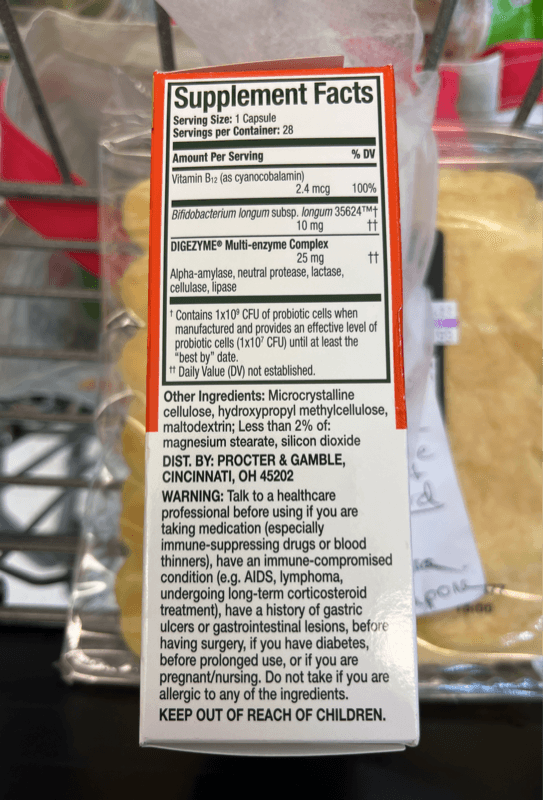 Supplement Facts
Serving Size: 1 Capsule
Servings per Container: 28
Amount Per Serving % DV
Vitamin B12 (as cyanocobalamin)
2.4 mcg 100%
Bifidobacterium longum subsp. longum 35624™†
10 mg ††
DIGEZYME® Multi-enzyme Complex
25 mg ††
Alpha-amylase, neutral protease, lactase,
cellulase, lipase
† Contains 1x10⁹ CFU of probiotic cells when
manufactured and provides an effective level of
probiotic cells (1x10⁷ CFU) until at least the
"best by" date.
†† Daily Value (DV) not established.
Other Ingredients: Microcrystalline
cellulose, hydroxypropyl methylcellulose,
maltodextrin; Less than 2% of:
magnesium stearate, silicon dioxide
DIST. BY: PROCTER & GAMBLE,
CINCINNATI, OH 45202
WARNING: Talk to a healthcare
professional before using if you are
taking medication (especially
immune-suppressing drugs or blood
thinners), have an immune-compromised
condition (e.g. AIDS, lymphoma,
undergoing long-term corticosteroid
treatment), have a history of gastric
ulcers or gastrointestinal lesions, before
having surgery, if you have diabetes,
before prolonged use, or if you are
pregnant/nursing. Do not take if you are
allergic to any of the ingredients.
KEEP OUT OF REACH OF CHILDREN.